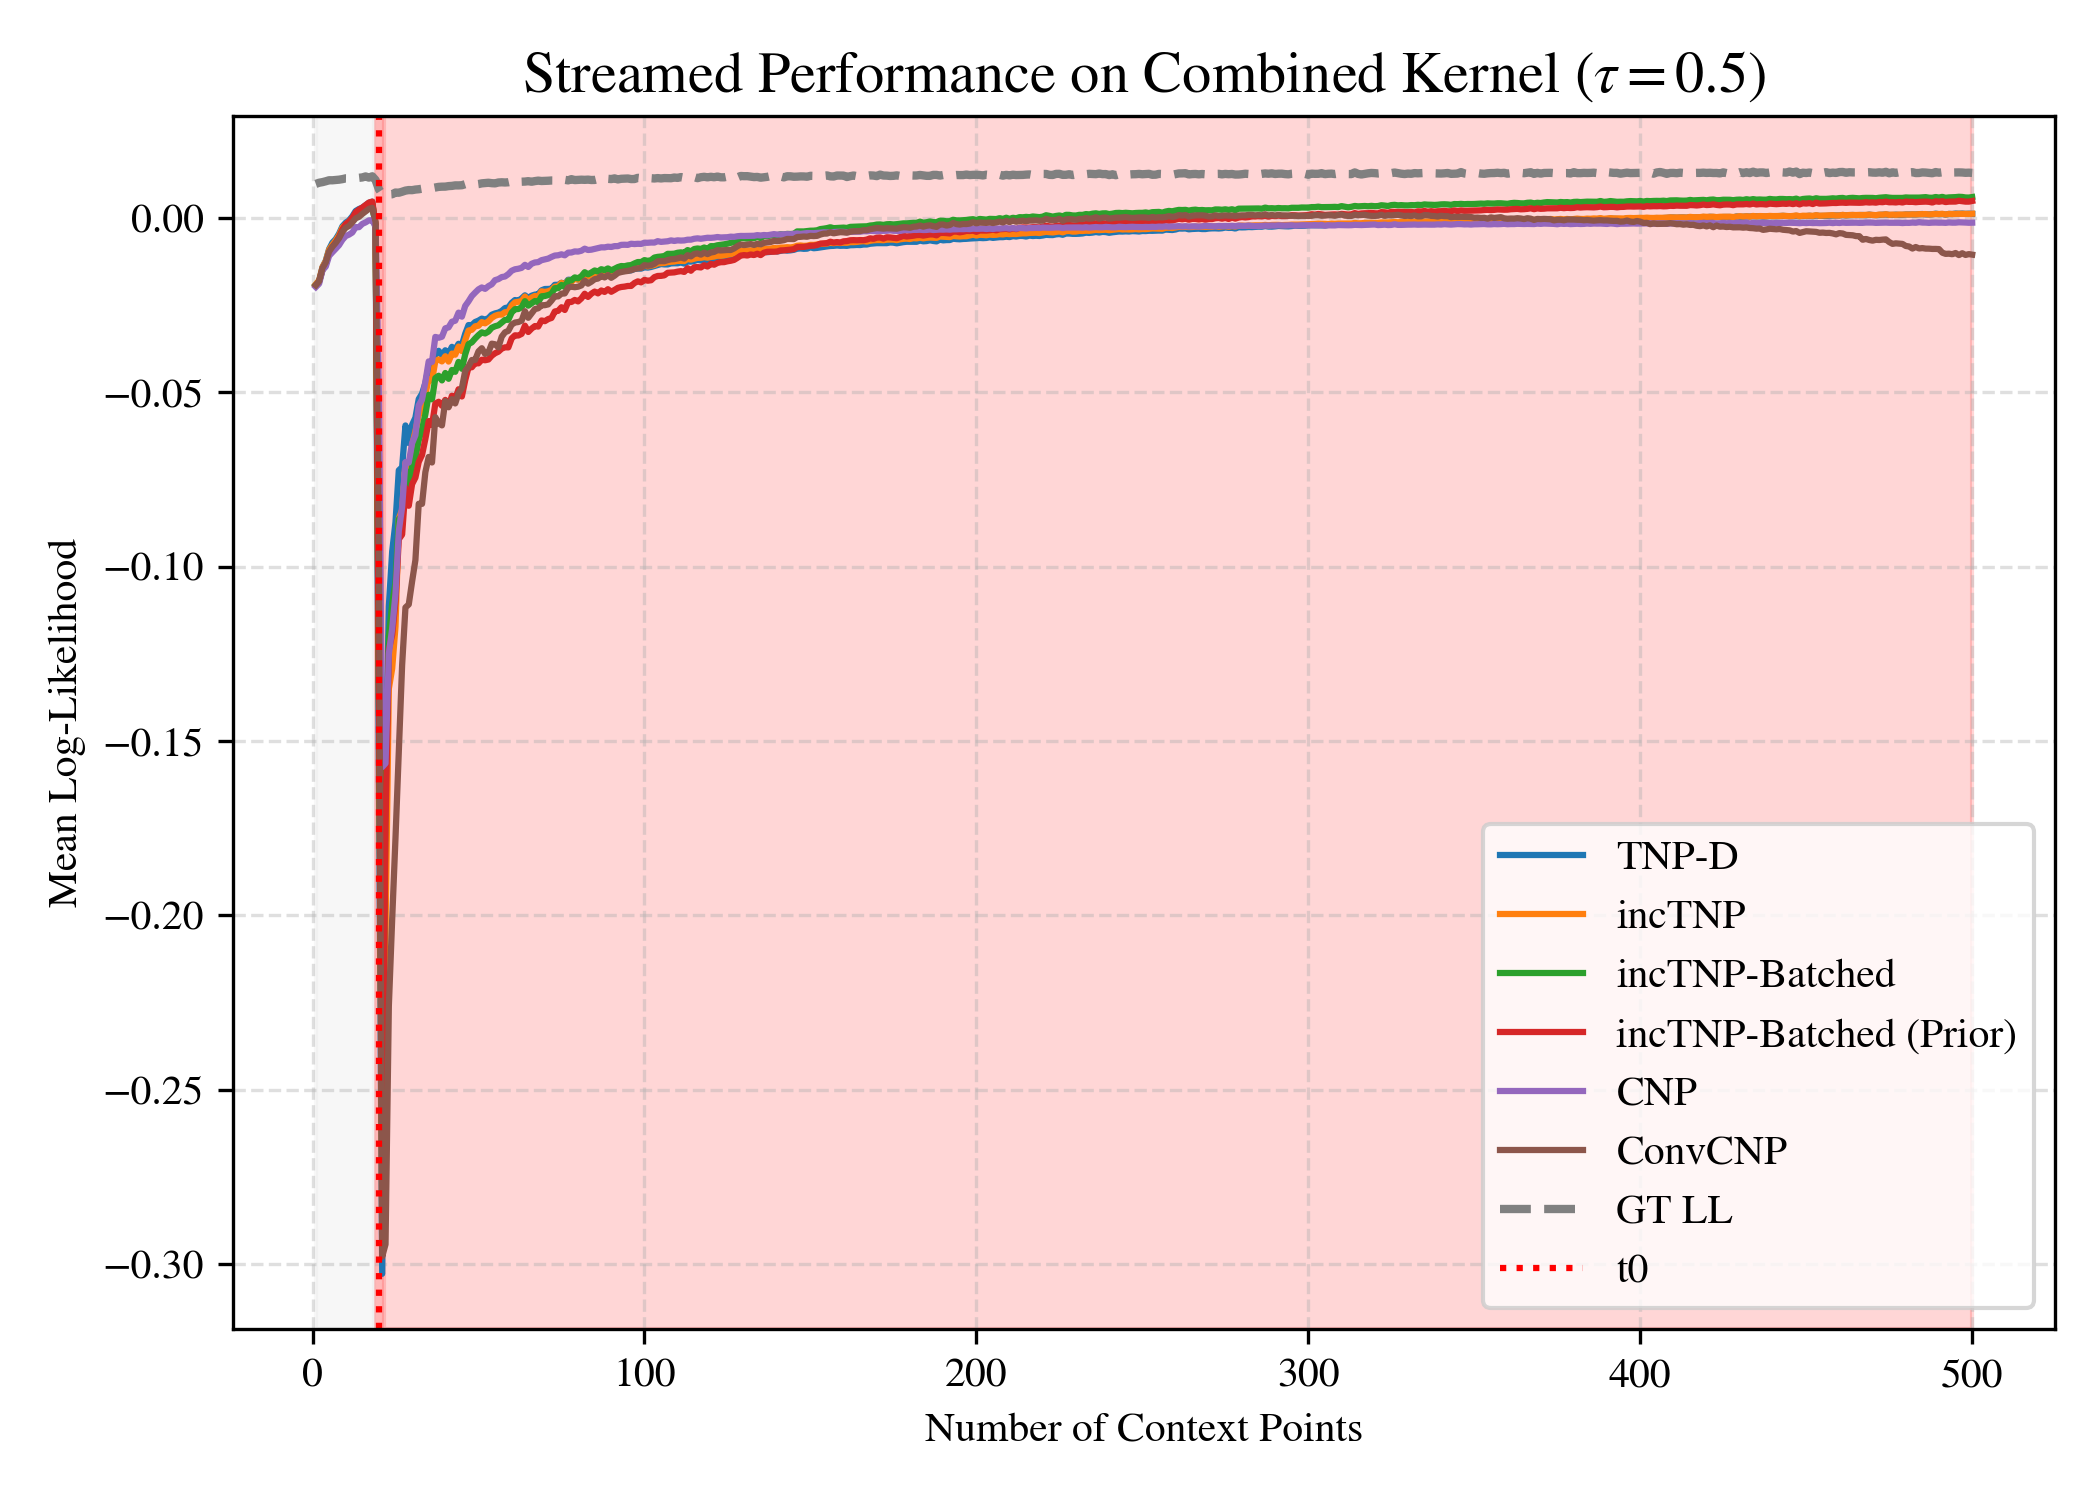 Streamed Performance on Combined Kernel (τ = 0.5)
Mean Log-Likelihood
0.00
−0.05
−0.10
−0.15
−0.20
−0.25
−0.30
TNP-D
incTNP
incTNP-Batched
incTNP-Batched (Prior)
CNP
ConvCNP
GT LL
t0
0 100 200 300 400 500
Number of Context Points